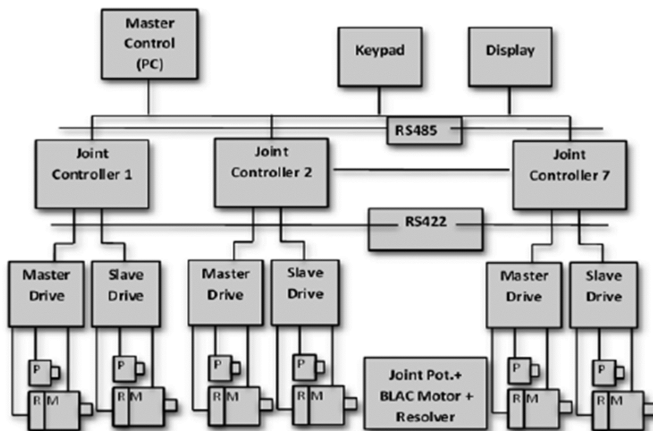 Master
Control
(PC)
Keypad
Display
RS485
Joint
Controller 1
Joint
Controller 2
Joint
Controller 7
RS422
Master
Drive
Slave
Drive
Master
Drive
Slave
Drive
Master
Drive
Slave
Drive
P
P
P
P
P
P
R M
R M
R M
R M
Joint Pot.+
BLAC Motor +
Resolver
R M
R M